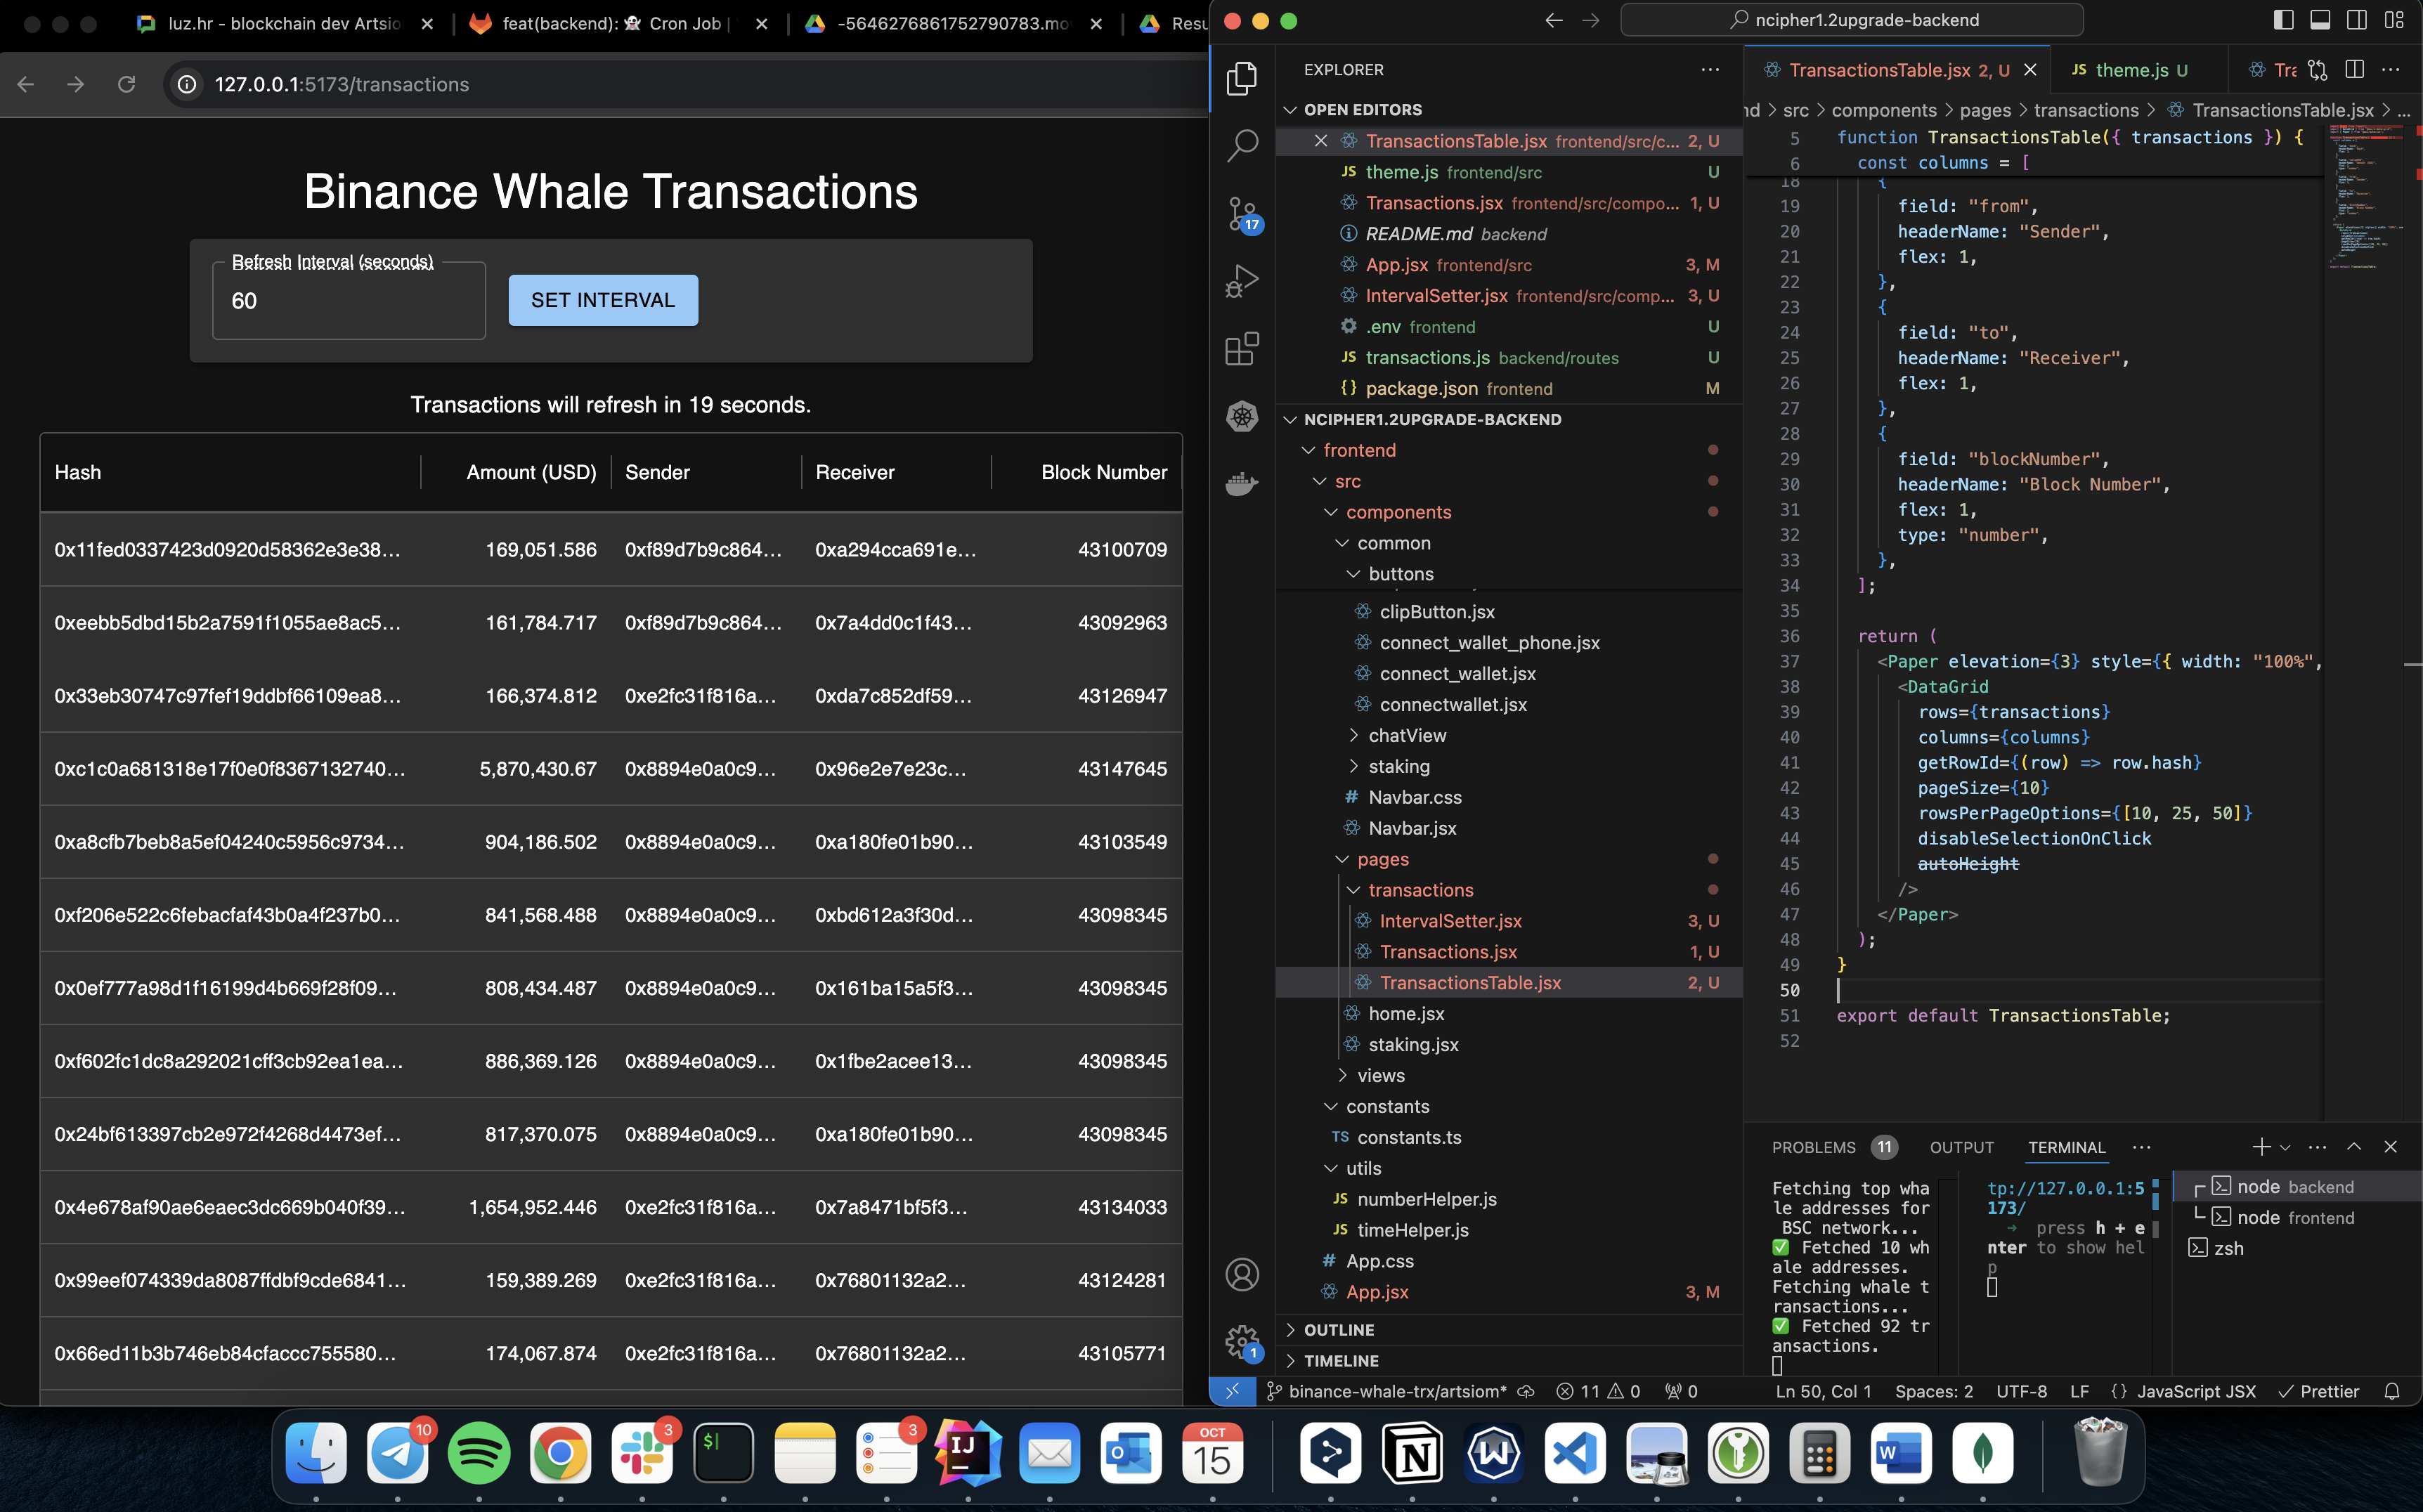 luz.hr - blockchain dev Artsio
feat(backend): 👻 Cron Job |
-5646276861752790783.mo
Resu
127.0.0.1:5173/transactions
Binance Whale Transactions
Refresh Interval (seconds)
60
SET INTERVAL
Transactions will refresh in 19 seconds.
Hash Amount (USD) Sender Receiver Block Number
0x11fed0337423d0920d58362e3e38... 169,051.586 0xf89d7b9c864... 0xa294cca691e... 43100709
0xeebb5dbd15b2a7591f1055ae8ac5... 161,784.717 0xf89d7b9c864... 0x7a4dd0c1f43... 43092963
0x33eb30747c97fef19ddbf66109ea8... 166,374.812 0xe2fc31f816a... 0xda7c852df59... 43126947
0xc1c0a681318e17f0e0f8367132740... 5,870,430.67 0x8894e0a0c9... 0x96e2e7e23c... 43147645
0xa8cfb7beb8a5ef04240c5956c9734... 904,186.502 0x8894e0a0c9... 0xa180fe01b90... 43103549
0xf206e522c6febacfaf43b0a4f237b0... 841,568.488 0x8894e0a0c9... 0xbd612a3f30d... 43098345
0x0ef777a98d1f16199d4b669f28f09... 808,434.487 0x8894e0a0c9... 0x161ba15a5f3... 43098345
0xf602fc1dc8a292021cff3cb92ea1ea... 886,369.126 0x8894e0a0c9... 0x1fbe2acee13... 43098345
0x24bf613397cb2e972f4268d4473ef... 817,370.075 0x8894e0a0c9... 0xa180fe01b90... 43098345
0x4e678af90ae6eaec3dc669b040f39... 1,654,952.446 0xe2fc31f816a... 0x7a8471bf5f3... 43134033
0x99eef074339da8087ffdbf9cde6841... 159,389.269 0xe2fc31f816a... 0x76801132a2... 43124281
0x66ed11b3b746eb84cfaccc755580... 174,067.874 0xe2fc31f816a... 0x76801132a2... 43105771
ncipher1.2upgrade-backend
17
1
EXPLORER
OPEN EDITORS
TransactionsTable.jsx frontend/src/c... 2, U
JS theme.js frontend/src U
Transactions.jsx frontend/src/compo... 1, U
README.md backend
App.jsx frontend/src 3, M
IntervalSetter.jsx frontend/src/comp... 3, U
.env frontend U
JS transactions.js backend/routes U
{} package.json frontend M
NCIPHER1.2UPGRADE-BACKEND
frontend
src
components
common
buttons
clipButton.jsx
connect_wallet_phone.jsx
connect_wallet.jsx
connectwallet.jsx
chatView
staking
# Navbar.css
Navbar.jsx
pages
transactions
IntervalSetter.jsx 3, U
Transactions.jsx 1, U
TransactionsTable.jsx 2, U
home.jsx
staking.jsx
views
constants
TS constants.ts
utils
JS numberHelper.js
JS timeHelper.js
# App.css
App.jsx 3, M
OUTLINE
TIMELINE
TransactionsTable.jsx 2, U
JS theme.js U
Tra
nd > src > components > pages > transactions > TransactionsTable.jsx > ...
5 function TransactionsTable({ transactions }) {
6 const columns = [
18 {
19 field: "from",
20 headerName: "Sender",
21 flex: 1,
22 },
23 {
24 field: "to",
25 headerName: "Receiver",
26 flex: 1,
27 },
28 {
29 field: "blockNumber",
30 headerName: "Block Number",
31 flex: 1,
32 type: "number",
33 },
34 ];
35
36 return (
37 <Paper elevation={3} style={{ width: "100%",
38 <DataGrid
39 rows={transactions}
40 columns={columns}
41 getRowId={(row) => row.hash}
42 pageSize={10}
43 rowsPerPageOptions={[10, 25, 50]}
44 disableSelectionOnClick
45 autoHeight
46 />
47 </Paper>
48 );
49 }
50
51 export default TransactionsTable;
52
PROBLEMS 11 OUTPUT TERMINAL ...
Fetching top wha
le addresses for
BSC network...
✅ Fetched 10 wh
ale addresses.
Fetching whale t
ransactions...
✅ Fetched 92 tr
ansactions.
tp://127.0.0.1:5
173/
➜ press h + e
nter to show hel
p
node backend
node frontend
zsh
binance-whale-trx/artsiom* 11 0 0
Ln 50, Col 1 Spaces: 2 UTF-8 LF {} JavaScript JSX Prettier
10
3
$
3
IJ
OCT
15
N
W
W